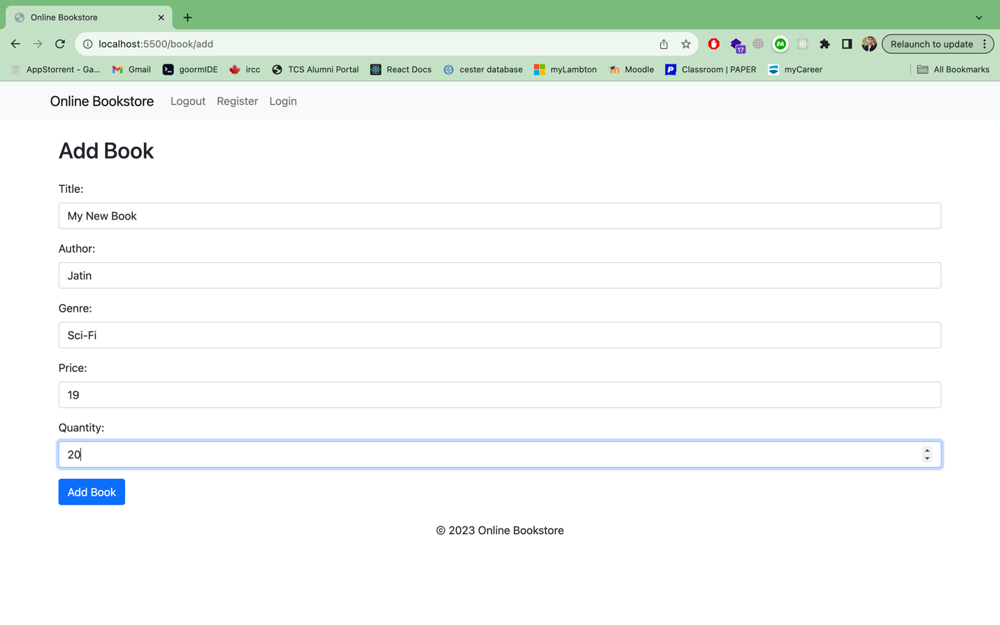 Online Bookstore
localhost:5500/book/add
17
Relaunch to update
AppStorrent - Ga... Gmail goormIDE ircc TCS Alumni Portal React Docs cester database myLambton Moodle Classroom | PAPER myCareer All Bookmarks
Online Bookstore Logout Register Login
Add Book
Title:
My New Book
Author:
Jatin
Genre:
Sci-Fi
Price:
19
Quantity:
20
Add Book
© 2023 Online Bookstore